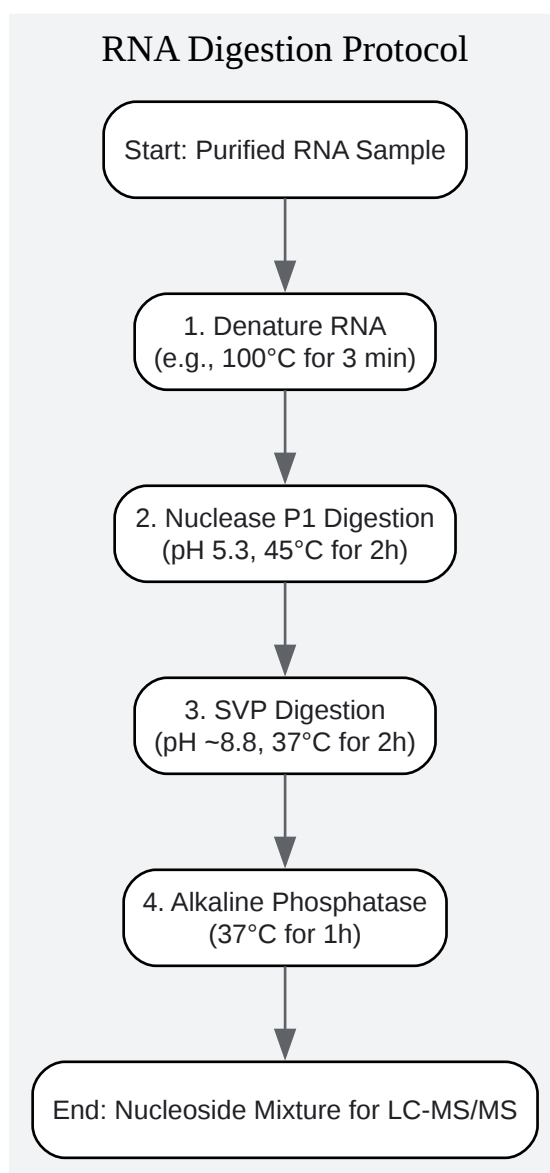 RNA Digestion Protocol
Start: Purified RNA Sample
1. Denature RNA
(e.g., 100°C for 3 min)
2. Nuclease P1 Digestion
(pH 5.3, 45°C for 2h)
3. SVP Digestion
(pH ~8.8, 37°C for 2h)
4. Alkaline Phosphatase
(37°C for 1h)
End: Nucleoside Mixture for LC-MS/MS